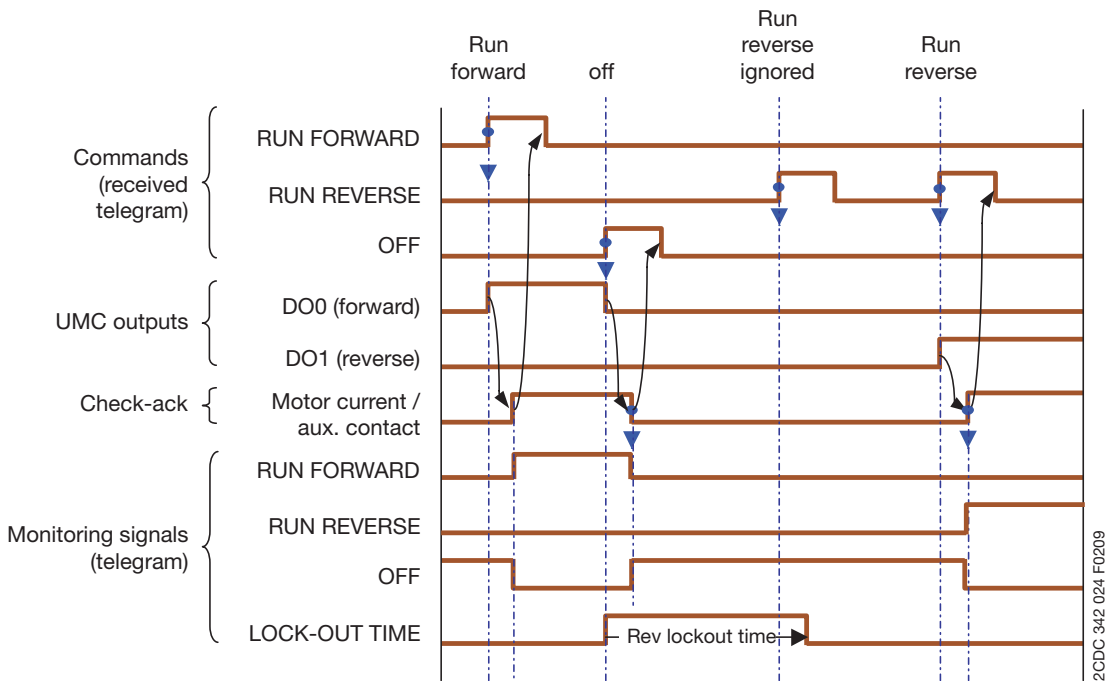 Run
forward
off
Run
reverse
ignored
Run
reverse
Commands
(received
telegram)
RUN FORWARD
RUN REVERSE
OFF
UMC outputs
DO0 (forward)
DO1 (reverse)
Check-ack
Motor current /
aux. contact
Monitoring signals
(telegram)
RUN FORWARD
RUN REVERSE
OFF
LOCK-OUT TIME
Rev lockout time
2CDC 342 024 F0209